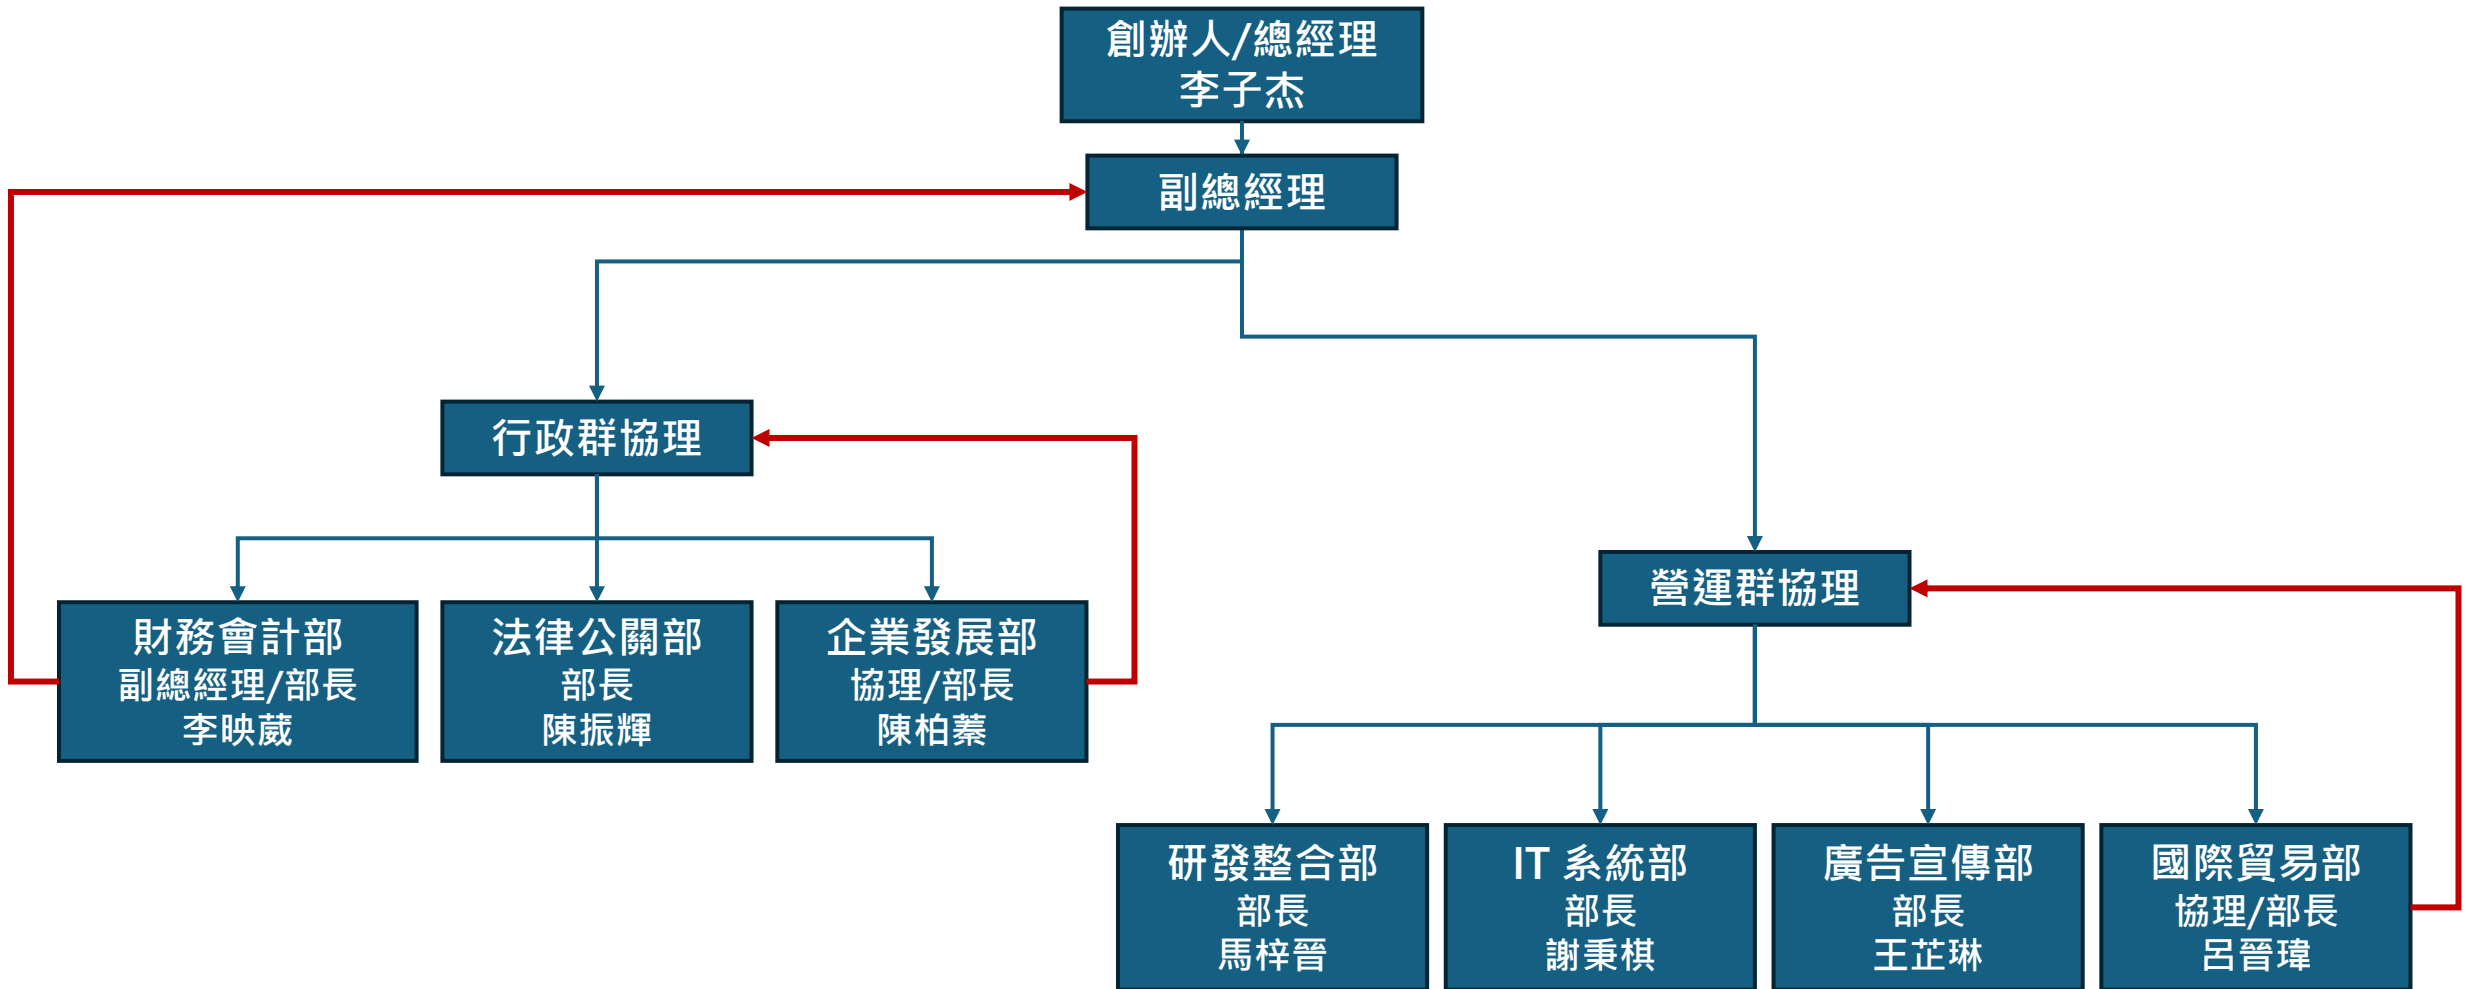 創辦人/總經理
李子杰
副總經理
行政群協理
營運群協理
財務會計部
副總經理/部長
李映葳
法律公關部
部長
陳振輝
企業發展部
協理/部長
陳柏蓁
研發整合部
部長
馬梓晉
IT 系統部
部長
謝秉棋
廣告宣傳部
部長
王芷琳
國際貿易部
協理/部長
呂晉瑋